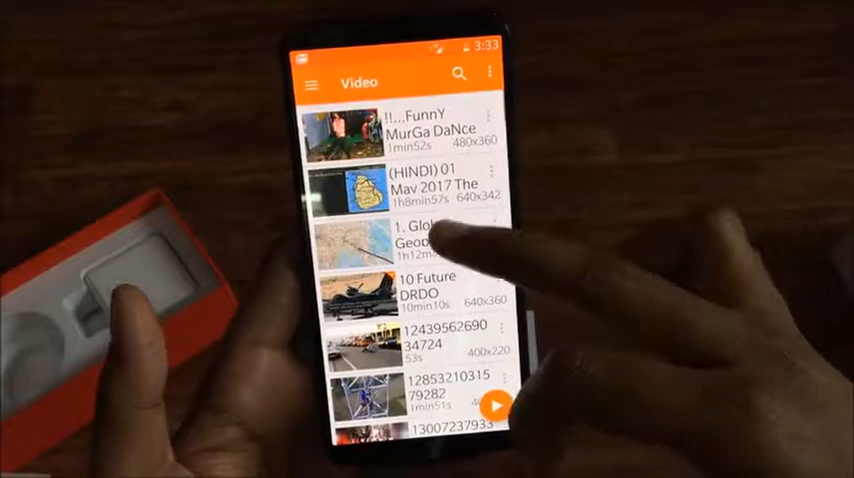 3:33
Video
!!...FunnY
MurGa DaNce
1min52s 480x360
(HINDI) 01
May 2017 The
1h8min57s 640x342
1. Glo
Geo
1h12m
10 Future
DRDO
10min10s 640x360
12439562690
34724
53s 400x220
12853210315
79282
1min51s
13007237933